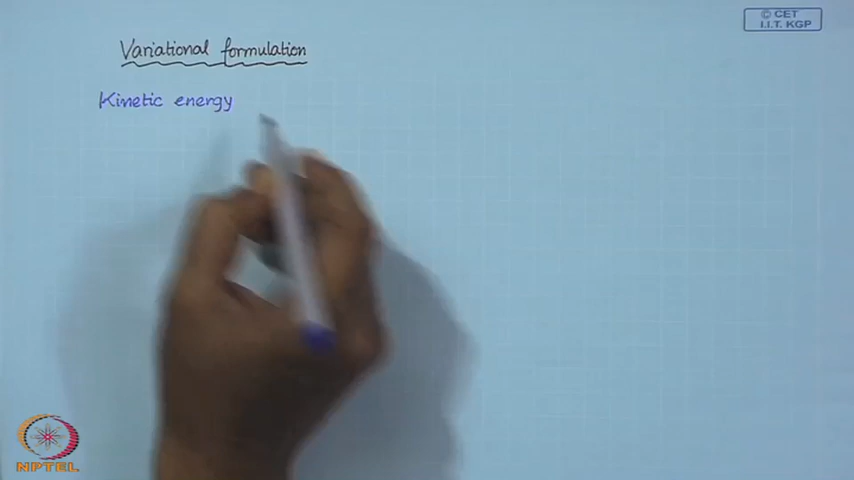 © CET
I.I.T. KGP
Variational formulation
Kinetic energy
NPTEL